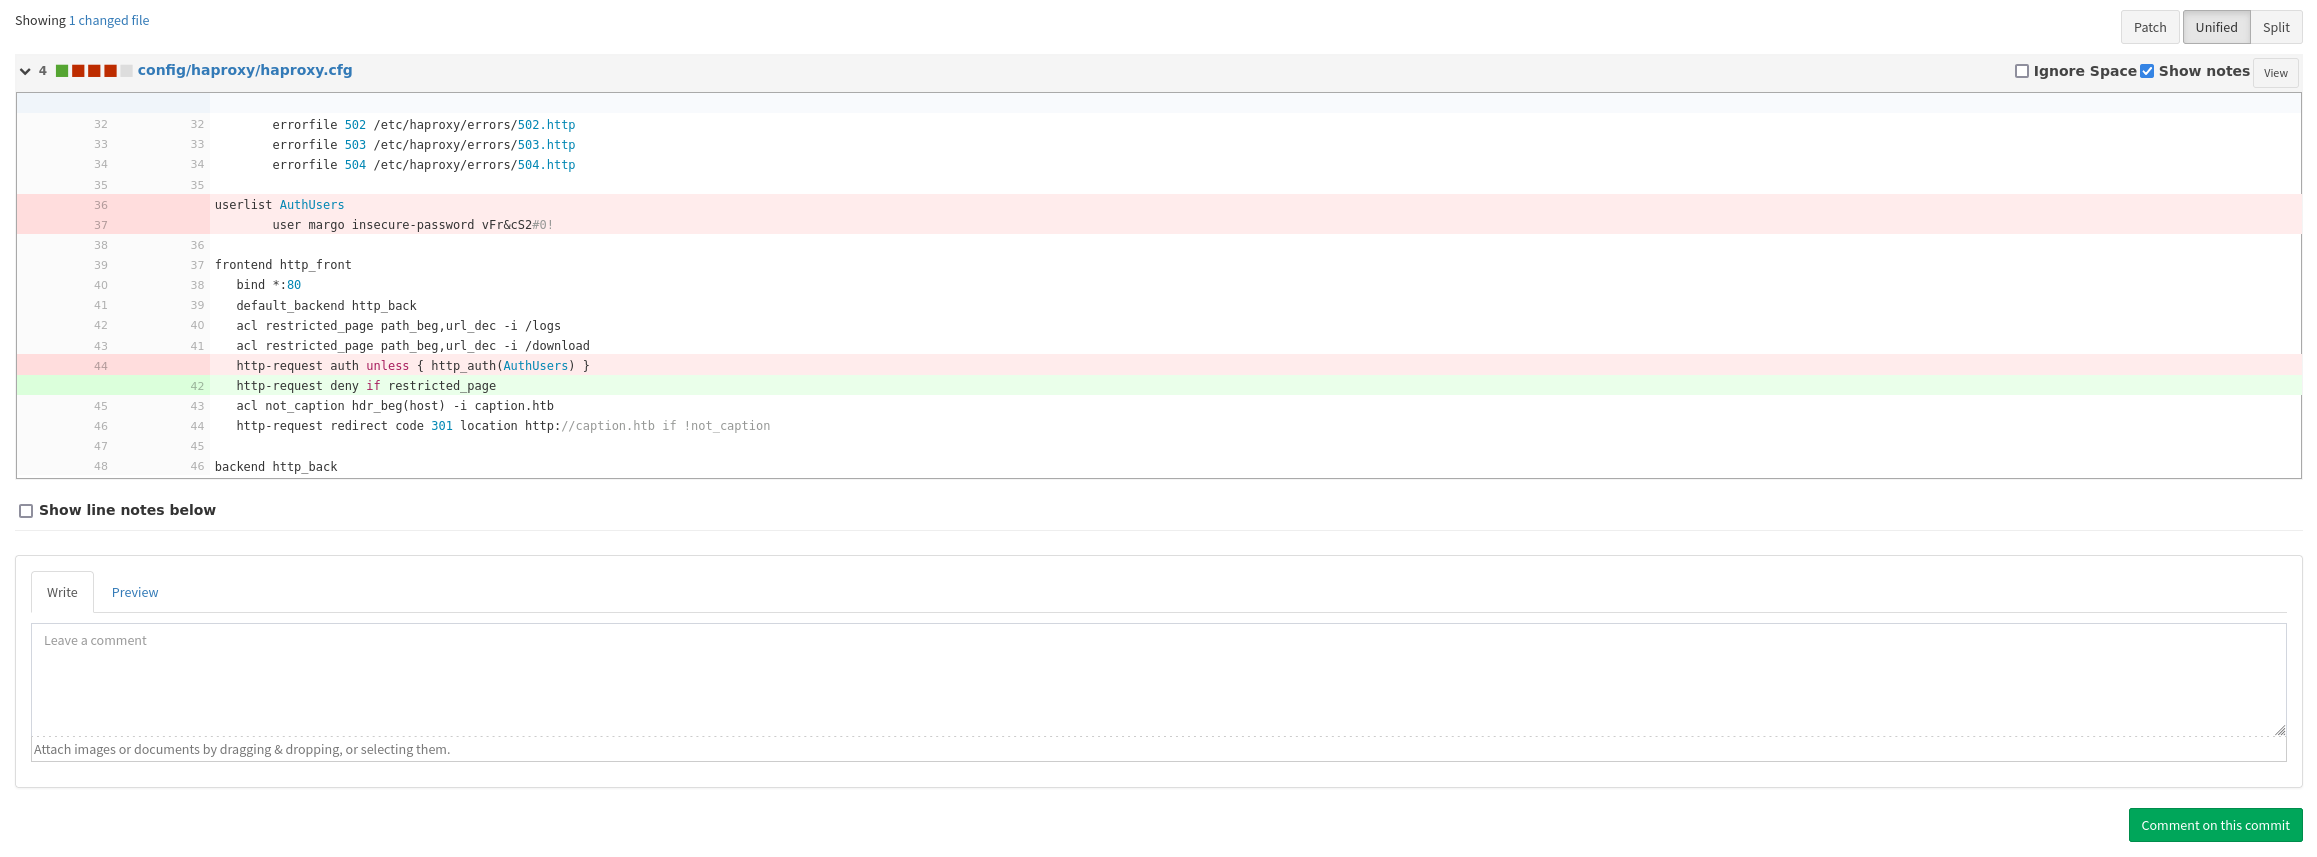 Showing 1 changed file
Patch Unified Split
4 config/haproxy/haproxy.cfg Ignore Space Show notes View
32 32 errorfile 502 /etc/haproxy/errors/502.http
33 33 errorfile 503 /etc/haproxy/errors/503.http
34 34 errorfile 504 /etc/haproxy/errors/504.http
35 35
36 userlist AuthUsers
37 user margo insecure-password vFr&cS2#0!
38 36
39 37 frontend http_front
40 38 bind *:80
41 39 default_backend http_back
42 40 acl restricted_page path_beg,url_dec -i /logs
43 41 acl restricted_page path_beg,url_dec -i /download
44 http-request auth unless { http_auth(AuthUsers) }
42 http-request deny if restricted_page
45 43 acl not_caption hdr_beg(host) -i caption.htb
46 44 http-request redirect code 301 location http://caption.htb if !not_caption
47 45
48 46 backend http_back
Show line notes below
Write Preview
Leave a comment
Attach images or documents by dragging & dropping, or selecting them.
Comment on this commit